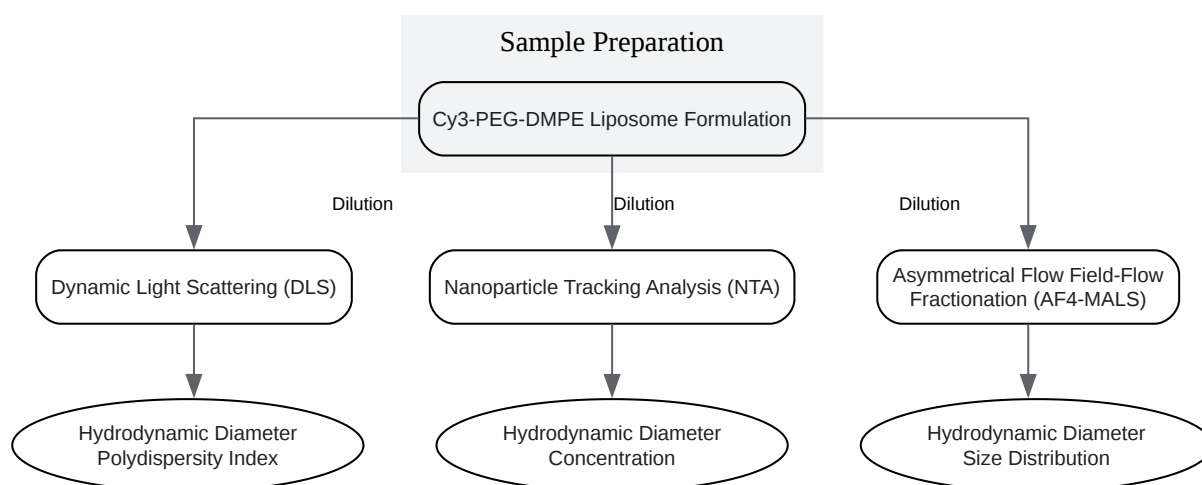 Sample Preparation
Cy3-PEG-DMPE Liposome Formulation
Dilution
Dilution
Dilution
Dynamic Light Scattering (DLS)
Nanoparticle Tracking Analysis (NTA)
Asymmetrical Flow Field-Flow
Fractionation (AF4-MALS)
Hydrodynamic Diameter
Polydispersity Index
Hydrodynamic Diameter
Concentration
Hydrodynamic Diameter
Size Distribution